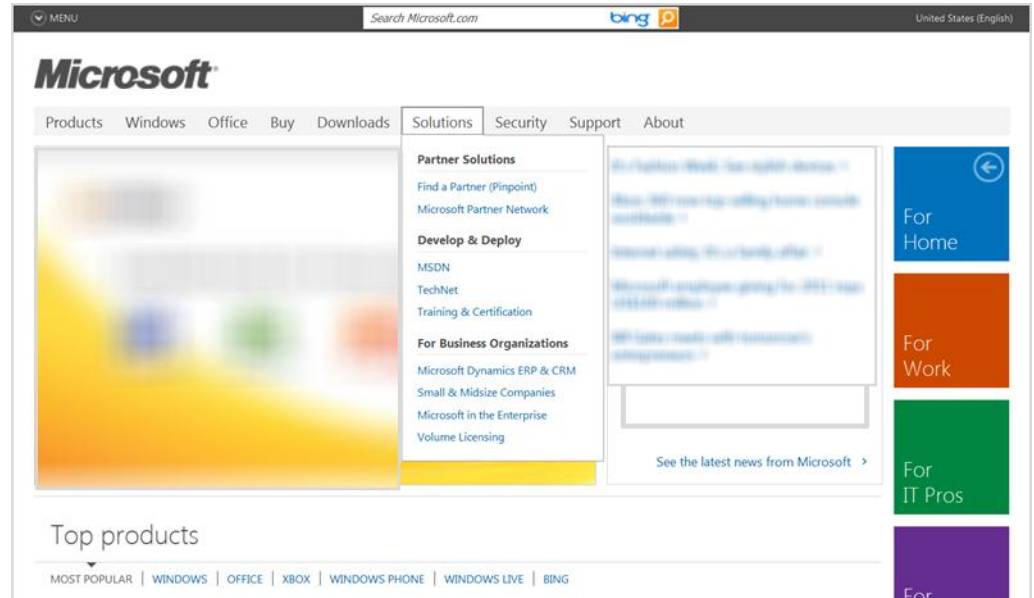 MENU
Search Microsoft.com
bing
United States (English)
Microsoft
Products Windows Office Buy Downloads Solutions Security Support About
Partner Solutions
Find a Partner (Pinpoint)
Microsoft Partner Network
Develop & Deploy
MSDN
TechNet
Training & Certification
For Business Organizations
Microsoft Dynamics ERP & CRM
Small & Midsize Companies
Microsoft in the Enterprise
Volume Licensing
See the latest news from Microsoft
For
Home
For
Work
For
IT Pros
For
Top products
MOST POPULAR | WINDOWS | OFFICE | XBOX | WINDOWS PHONE | WINDOWS LIVE | BING